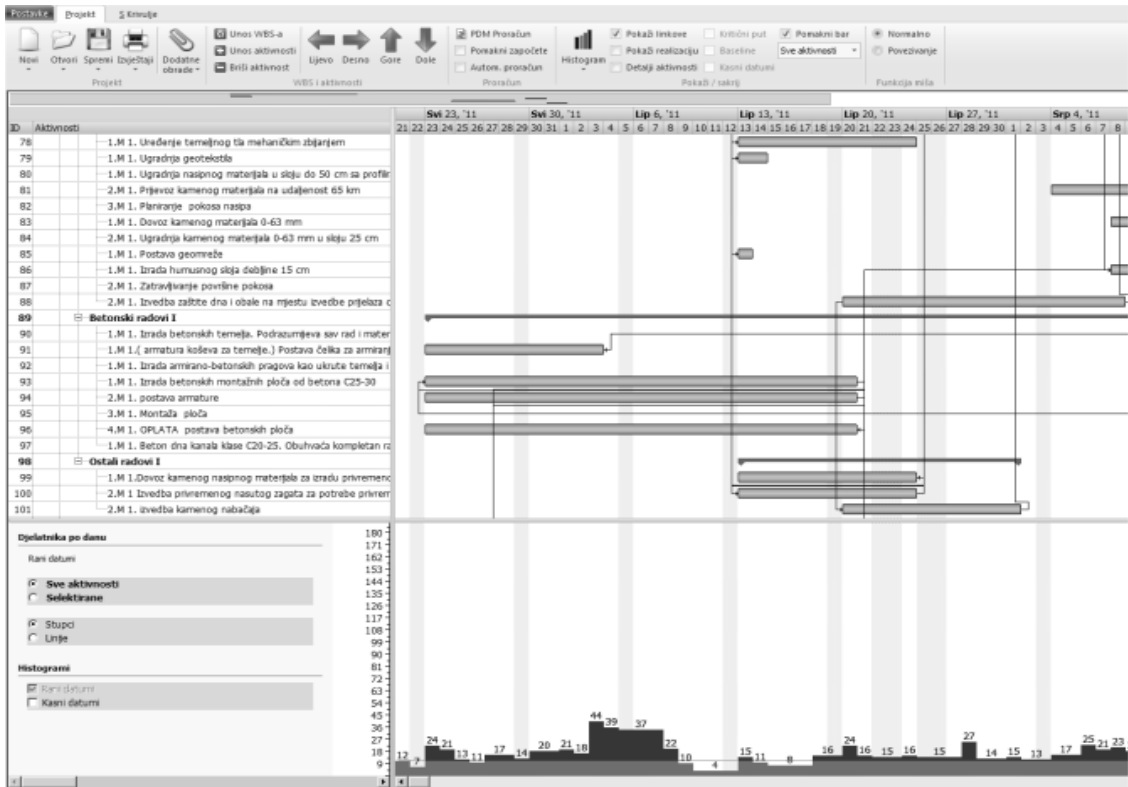 Postavke Projekt S Krivulje
Novi Otvori Spremi Izvještaji Dodatne obrade
Projekt
Unos WBS-a
Unos aktivnosti
Briši aktivnost
Lijevo Desno Gore Dole
WBS i aktivnosti
PDM Proračun
Pomakni započete
Autom. proračun
Proračun
Histogram
Pokaži linkove
Pokaži realizaciju
Detalji aktivnosti
Kritični put
Baseline
Kasni datumi
Pomakni bar
Sve aktivnosti
Pokaži / sakrij
Normalno
Povezivanje
Funkcija miša
Svi 23, '11 Svi 30, '11 Lip 6, '11 Lip 13, '11 Lip 20, '11 Lip 27, '11 Srp 4, '11
ID Aktivnosti 21 22 23 24 25 26 27 28 29 30 31 1 2 3 4 5 6 7 8 9 10 11 12 13 14 15 16 17 18 19 20 21 22 23 24 25 26 27 28 29 30 1 2 3 4 5 6 7 8
78 1.M 1. Uređenje temeljnog tla mehaničkim zbijanjem
79 1.M 1. Ugradnja geotekstila
80 1.M 1. Ugradnja nasipnog materijala u sloju do 50 cm sa profilir
81 2.M 1. Prijevoz kamenog materijala na udaljenost 65 km
82 3.M 1. Planiranje pokosa nasipa
83 1.M 1. Dovoz kamenog materijala 0-63 mm
84 2.M 1. Ugradnja kamenog materijala 0-63 mm u sloju 25 cm
85 1.M 1. Postava geomreže
86 1.M 1. Izrada humusnog sloja debljine 15 cm
87 2.M 1. Zatravljivanje površine pokosa
88 2.M 1. Izvedba zaštite dna i obale na mjestu izvedbe prijelaza
89 Betonski radovi I
90 1.M 1. Izrada betonskih temelja. Podrazumjeva sav rad i mater
91 1.M 1.( armatura koševa za temelje.) Postava čelika za armiranj
92 1.M 1. Izrada armirano-betonskih pragova kao ukrute temelja i
93 1.M 1. Izrada betonskih montažnih ploča od betona C25-30
94 2.M 1. postava armature
95 3.M 1. Montaža ploča
96 4.M 1. OPLATA postava betonskih ploča
97 1.M 1. Beton dna kanala klase C20-25. Obuhvaća kompletan ra
98 Ostali radovi I
99 1.M 1.Dovoz kamenog nasipnog materijala za izradu privremenc
100 2.M 1 Izvedba privremenog nasutog zagata za potrebe privrem
101 2.M 1. izvedba kamenog nabačaja
Djelatnika po danu
Rani datumi
Sve aktivnosti
Selektirane
Stupci
Linije
Histogrami
Rani datumi
Kasni datumi
180
171
162
153
144
135
126
117
108
99
90
81
72
63
54
45
36
27
18
9
12 7 24 21 13 11 17 14 20 21 18 44 39 37 22 10 4 15 11 8 16 24 16 15 16 15 27 14 15 13 17 25 21 23